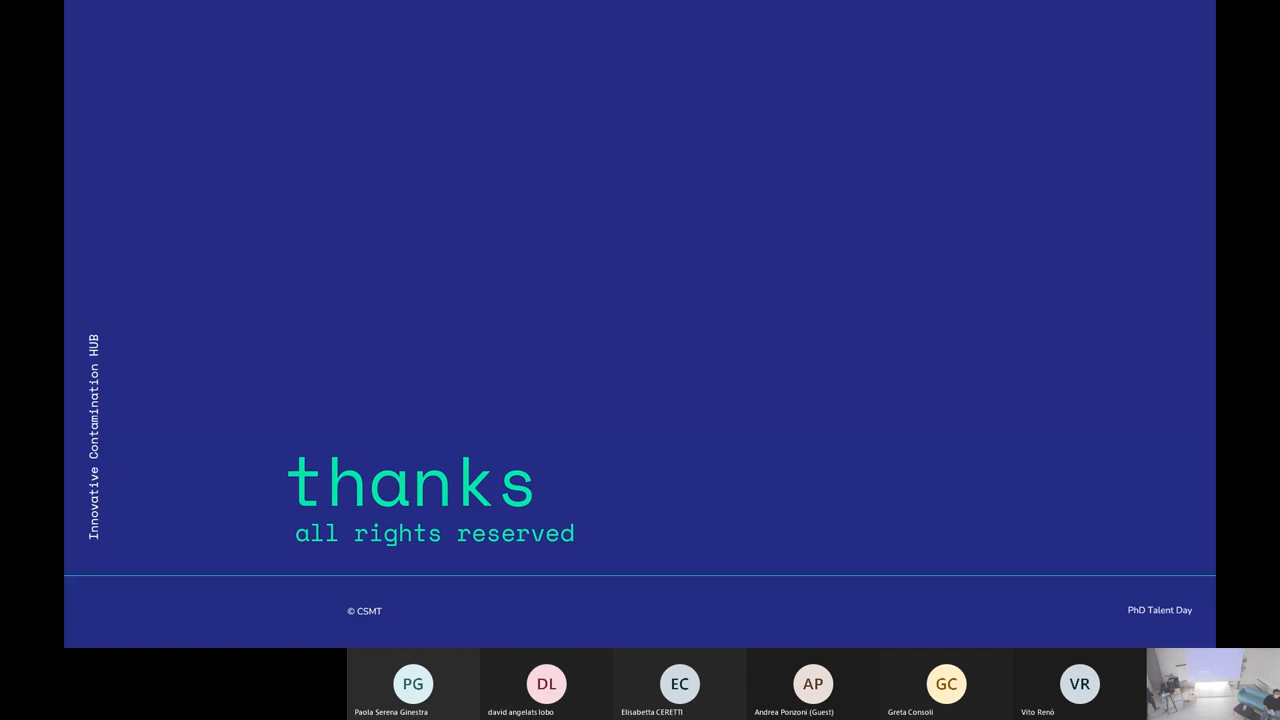 Innovative Contamination HUB
thanks
all rights reserved
© CSMT
PhD Talent Day
PG
DL
EC
AP
GC
VR
Paola Serena Ginestra
david angelats lobo
Elisabetta CERETTI
Andrea Ponzoni (Guest)
Greta Consoli
Vito Renò